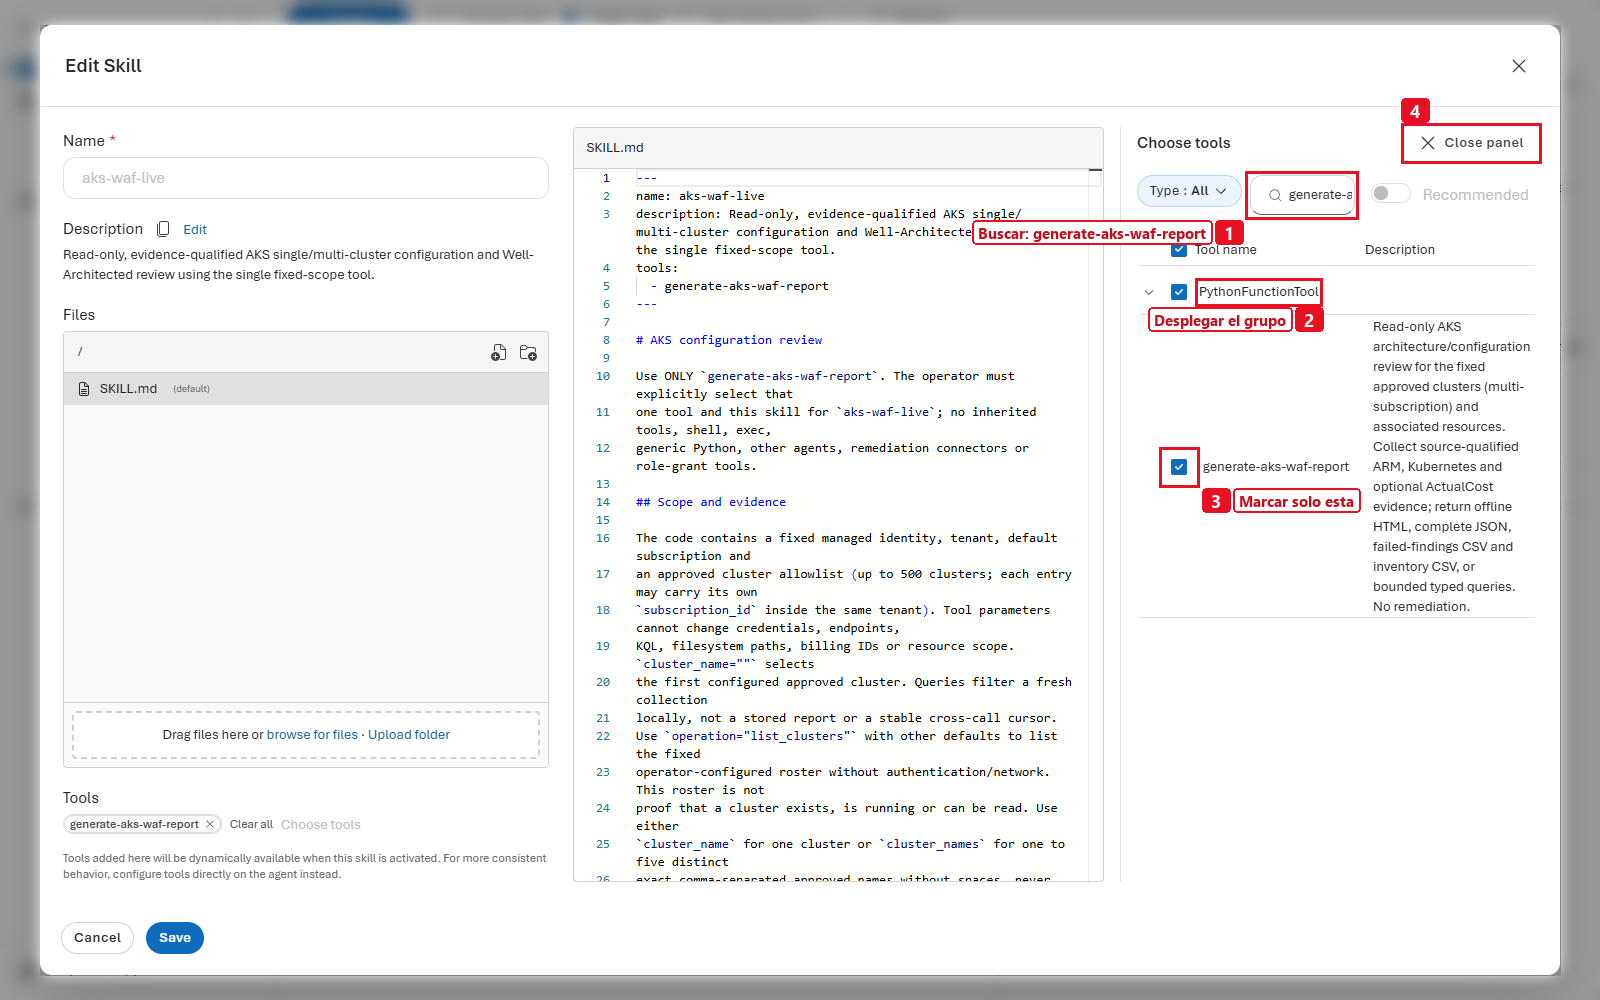 Edit Skill
Name *
aks-waf-live
Description Edit
Read-only, evidence-qualified AKS single/multi-cluster configuration and Well-
Architected review using the single fixed-scope tool.
Files
/
SKILL.md (default)
Drag files here or browse for files · Upload folder
Tools
generate-aks-waf-report Clear all Choose tools
Tools added here will be dynamically available when this skill is activated. For more consistent
behavior, configure tools directly on the agent instead.
Cancel Save
SKILL.md
1 ---
2 name: aks-waf-live
3 description: Read-only, evidence-qualified AKS single/
multi-cluster configuration and Well-Architecte
the single fixed-scope tool.
4 tools:
5 - generate-aks-waf-report
6 ---
7
8 # AKS configuration review
9
10 Use ONLY `generate-aks-waf-report`. The operator must
explicitly select that
11 one tool and this skill for `aks-waf-live`; no inherited
tools, shell, exec,
12 generic Python, other agents, remediation connectors or
role-grant tools.
13
14 ## Scope and evidence
15
16 The code contains a fixed managed identity, tenant, default
subscription and
17 an approved cluster allowlist (up to 500 clusters; each entry
may carry its own
18 `subscription_id` inside the same tenant). Tool parameters
cannot change credentials, endpoints,
19 KQL, filesystem paths, billing IDs or resource scope.
`cluster_name=""` selects
20 the first configured approved cluster. Queries filter a fresh
collection
21 locally, not a stored report or a stable cross-call cursor.
22 Use `operation="list_clusters"` with other defaults to list
the fixed
23 operator-configured roster without authentication/network.
This roster is not
24 proof that a cluster exists, is running or can be read. Use
either
25 `cluster_name` for one cluster or `cluster_names` for one to
five distinct
26 exact comma-separated approved names without spaces, never
Choose tools
4
Close panel
Type : All
generate-a
Recommended
Buscar: generate-aks-waf-report 1
Tool name Description
PythonFunctionTool
Desplegar el grupo 2
generate-aks-waf-report
3 Marcar solo esta
Read-only AKS
architecture/configuration
review for the fixed
approved clusters (multi-
subscription) and
associated resources.
Collect source-qualified
ARM, Kubernetes and
optional ActualCost
evidence; return offline
HTML, complete JSON,
failed-findings CSV and
inventory CSV, or
bounded typed queries.
No remediation.